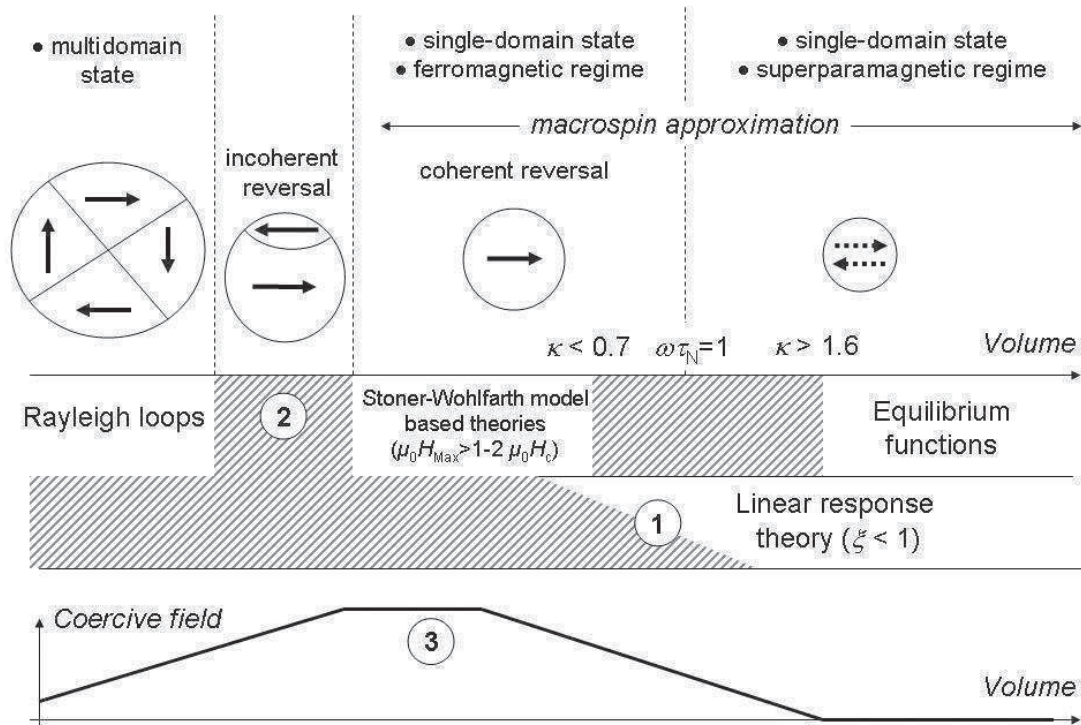 • multidomain
state
• single-domain state
• ferromagnetic regime
• single-domain state
• superparamagnetic regime
macrospin approximation
incoherent
reversal
coherent reversal
κ < 0.7
ωτN=1
κ > 1.6
Volume
Rayleigh loops
2
Stoner-Wohlfarth model
based theories
(μ0HMax>1-2 μ0Hc)
Equilibrium
functions
1
Linear response
theory (ξ < 1)
Coercive field
3
Volume